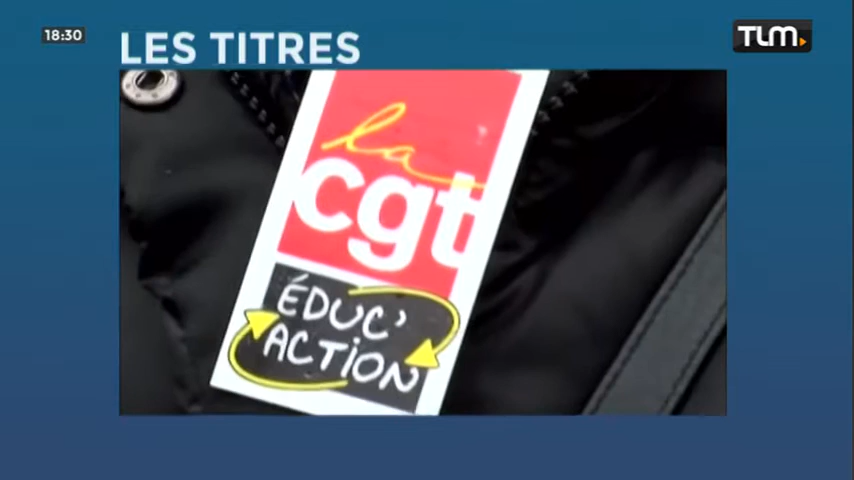 18:30
LES TITRES
TLM
la
cgt
ÉDUC'
ACTION